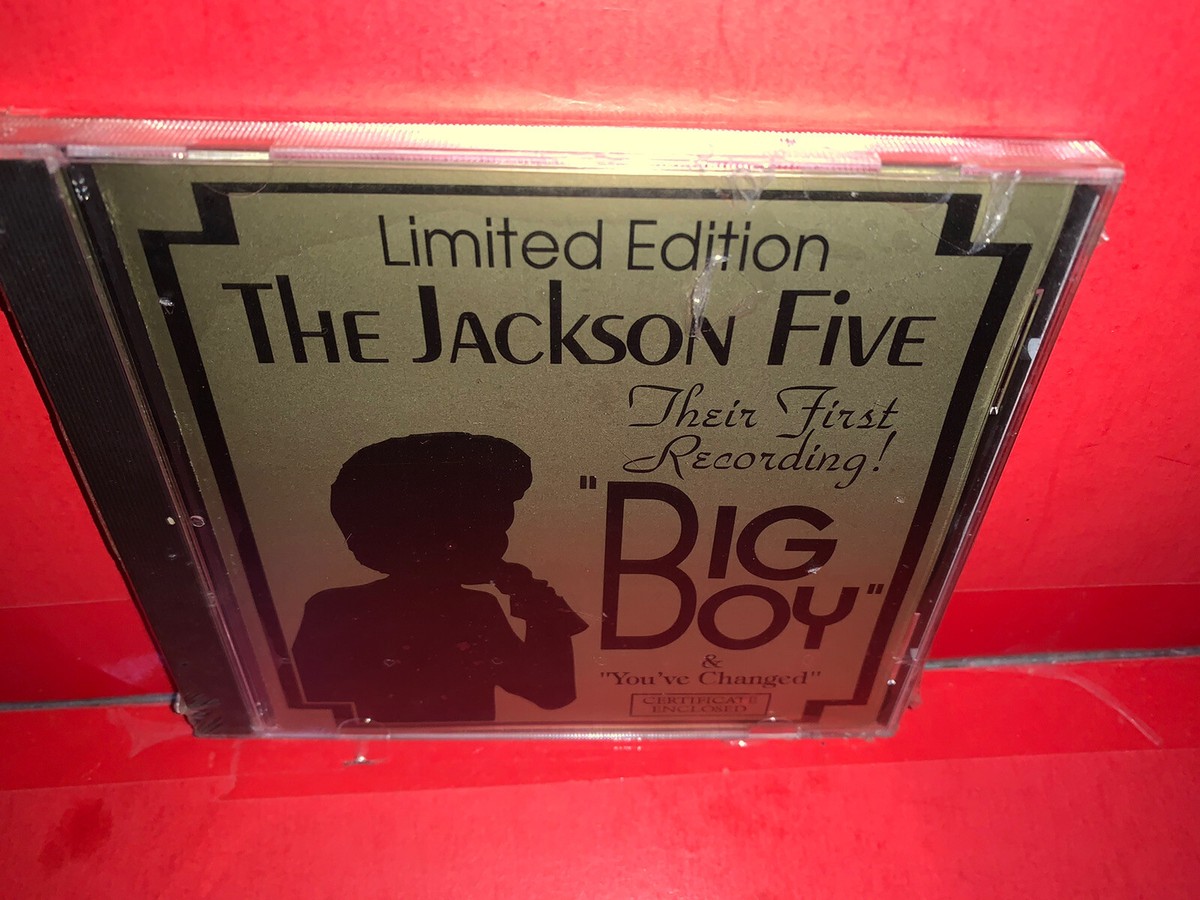 Limited Edition
The Jackson Five
Their First
Recording!
"Big
Boy"
&
"You've Changed"
CERTIFICATE
ENCLOSED